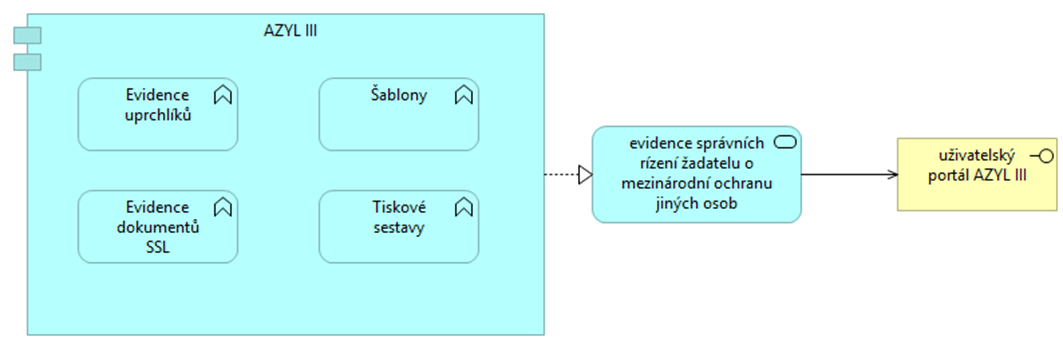 AZYL III
Evidence
uprchlíků
Šablony
Evidence
dokumentů
SSL
Tiskové
sestavy
evidence správních
rízení žadatelu o
mezinárodní ochranu
jiných osob
uživatelský
portál AZYL III